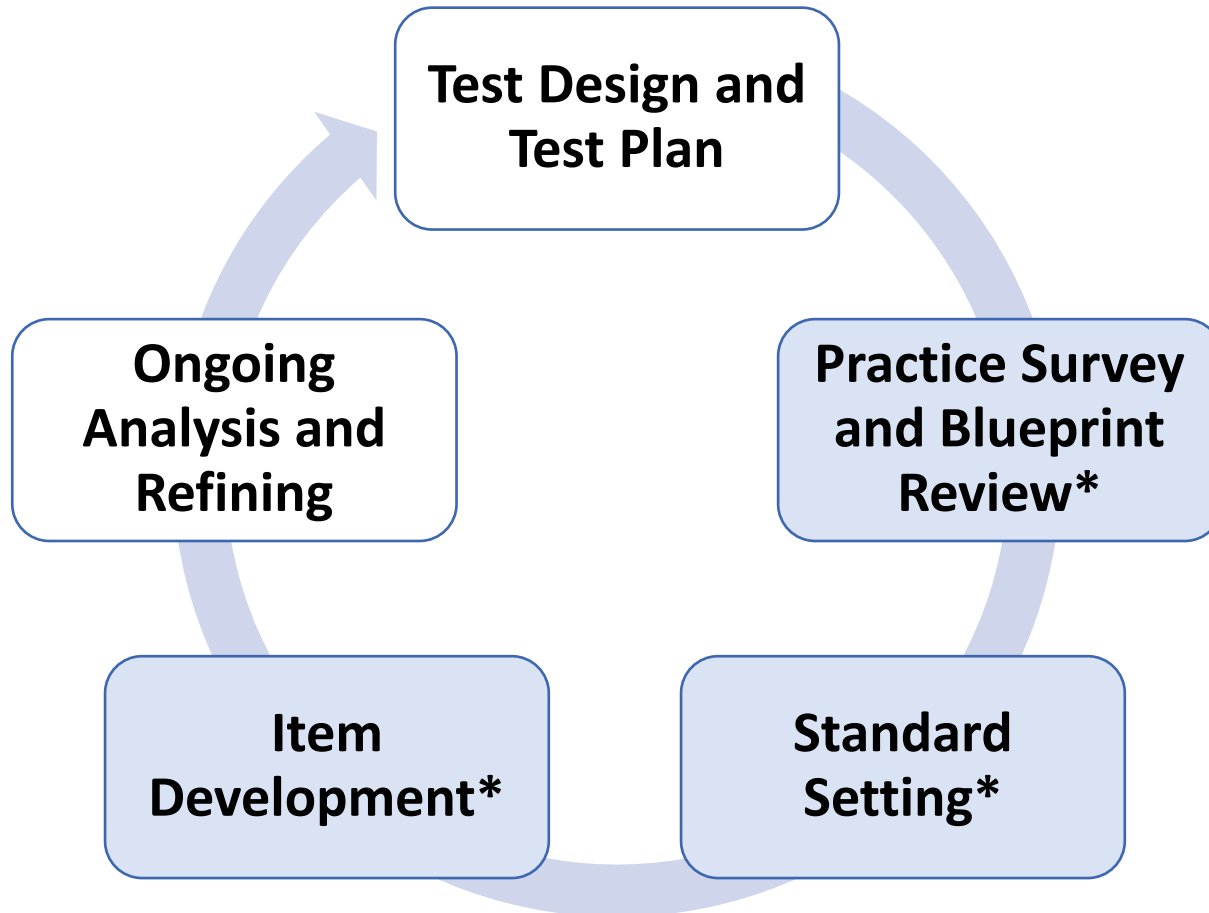 Test Design and
Test Plan
Practice Survey
and Blueprint
Review*
Standard
Setting*
Item
Development*
Ongoing
Analysis and
Refining